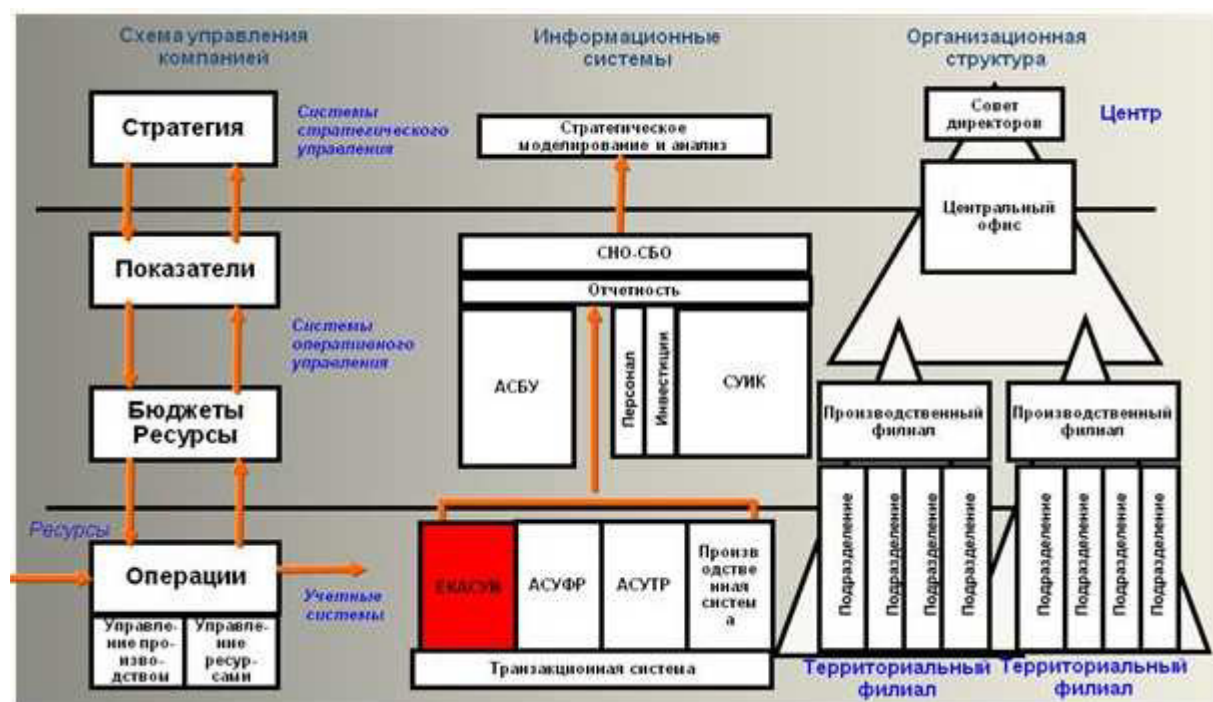 Схема управления
компанией
Информационные
системы
Организационная
структура
Стратегия
Системы
стратегического
управления
Стратегическое
моделирование и анализ
Совет
директоров
Центр
Центральный
офис
Показатели
СНО-СБО
Отчетность
Системы
оперативного
управления
АСБУ
Персонал
Инвестиции
СУИК
Бюджеты
Ресурсы
Производственный
филиал
Производственный
филиал
Ресурсы
Операции
Учетные
системы
Управле-
ние про-
изво-
дством
Управле-
ние
ресур-
сами
АСУФР
АСУТР
Произв
одстве
нная
систем
а
Транзакционная система
Подразделение
Подразделение
Подразделение
Подразделение
Подразделение
Подразделение
Подразделение
Подразделение
Территориальный
филиал
Территориальный
филиал